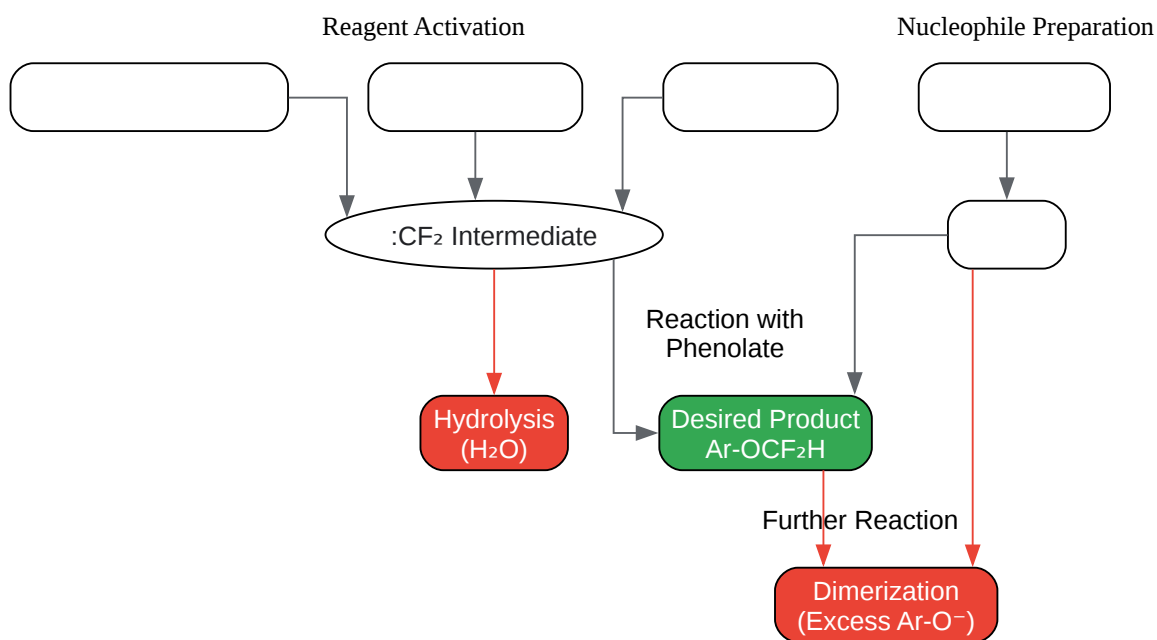 Reagent Activation
Nucleophile Preparation
:CF₂ Intermediate
Reaction with
Phenolate
Hydrolysis
(H₂O)
Desired Product
Ar-OCF₂H
Further Reaction
Dimerization
(Excess Ar-O⁻)